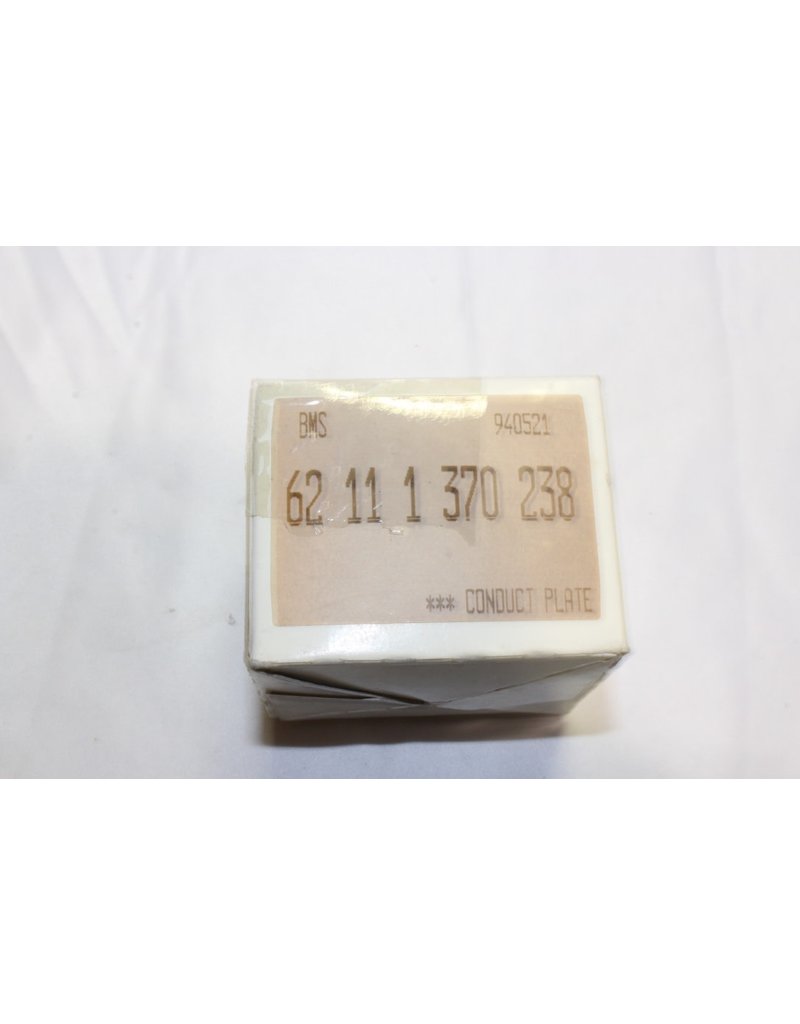 BMS 940521
62 11 1 370 238
*** CONDUCT PLATE